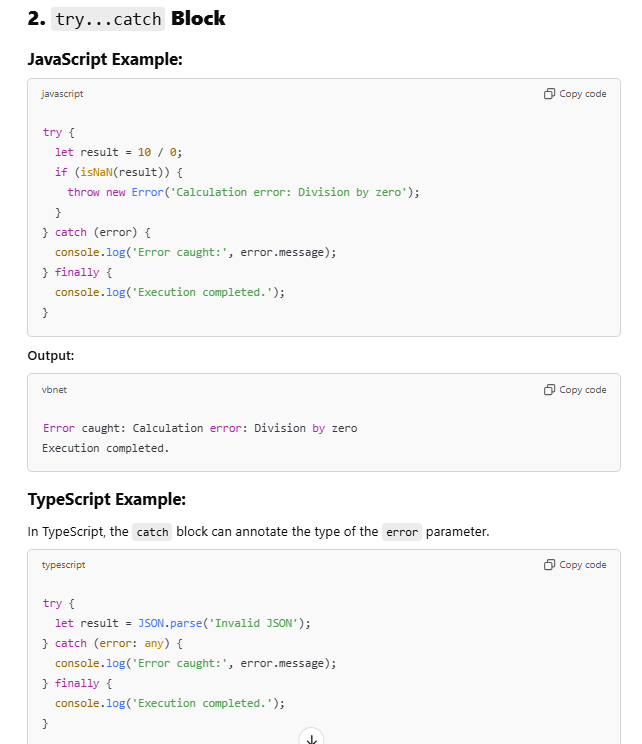 2. try...catch Block
JavaScript Example:
javascript
Copy code
try {
  let result = 10 / 0;
  if (isNaN(result)) {
    throw new Error('Calculation error: Division by zero');
  }
} catch (error) {
  console.log('Error caught:', error.message);
} finally {
  console.log('Execution completed.');
}
Output:
vbnet
Copy code
Error caught: Calculation error: Division by zero
Execution completed.
TypeScript Example:
In TypeScript, the catch block can annotate the type of the error parameter.
typescript
Copy code
try {
  let result = JSON.parse('Invalid JSON');
} catch (error: any) {
  console.log('Error caught:', error.message);
} finally {
  console.log('Execution completed.');
}